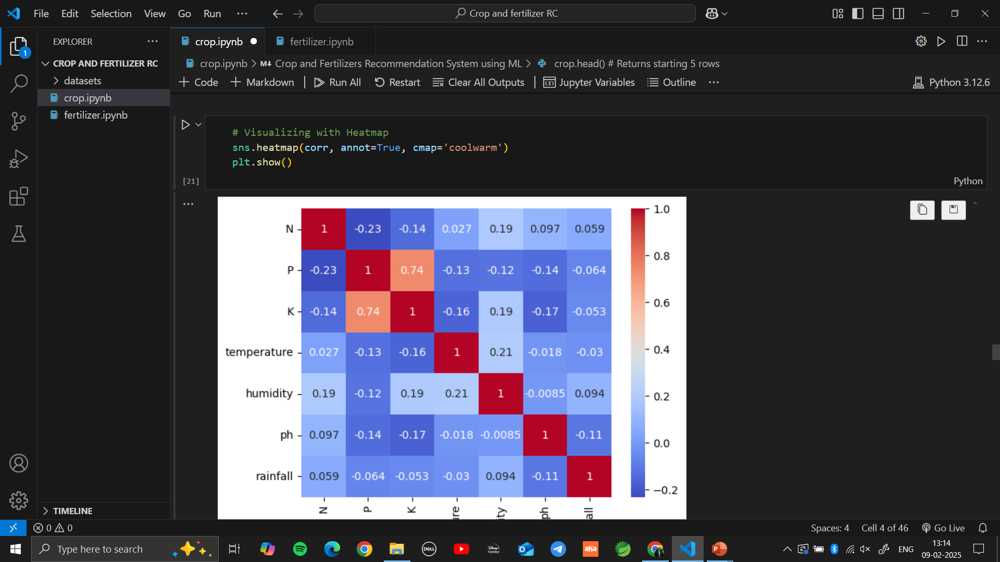 File Edit Selection View Go Run ···
Crop and fertilizer RC
EXPLORER
1
CROP AND FERTILIZER RC
datasets
crop.ipynb
fertilizer.ipynb
TIMELINE
crop.ipynb
fertilizer.ipynb
crop.ipynb > M↓ Crop and Fertilizers Recommendation System using ML > crop.head() # Returns starting 5 rows
+ Code + Markdown | Run All Restart Clear All Outputs | Jupyter Variables Outline ··· Python 3.12.6
# Visualizing with Heatmap
sns.heatmap(corr, annot=True, cmap='coolwarm')
plt.show()
[21]
Python
N 1 -0.23 -0.14 0.027 0.19 0.097 0.059
P -0.23 1 0.74 -0.13 -0.12 -0.14 -0.064
K -0.14 0.74 1 -0.16 0.19 -0.17 -0.053
temperature 0.027 -0.13 -0.16 1 0.21 -0.018 -0.03
humidity 0.19 -0.12 0.19 0.21 1 -0.0085 0.094
ph 0.097 -0.14 -0.17 -0.018 -0.0085 1 -0.11
rainfall 0.059 -0.064 -0.053 -0.03 0.094 -0.11 1
N P K ure ity ph all
1.0
0.8
0.6
0.4
0.2
0.0
−0.2
0 0
Spaces: 4 Cell 4 of 46 Go Live
Type here to search
DELL
Disney+ hotstar
aha
ENG
13:14
09-02-2025